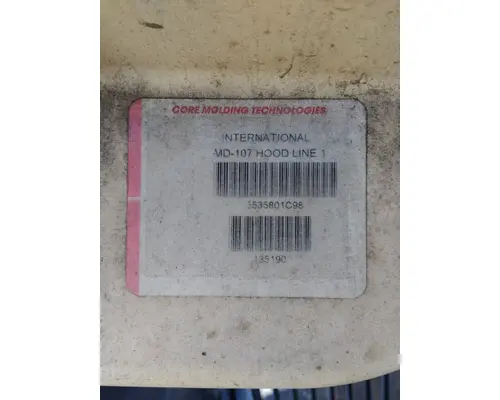 CORE MOLDING TECHNOLOGIES
INTERNATIONAL
MD-107 HOOD LINE 1
3535801C98
135190